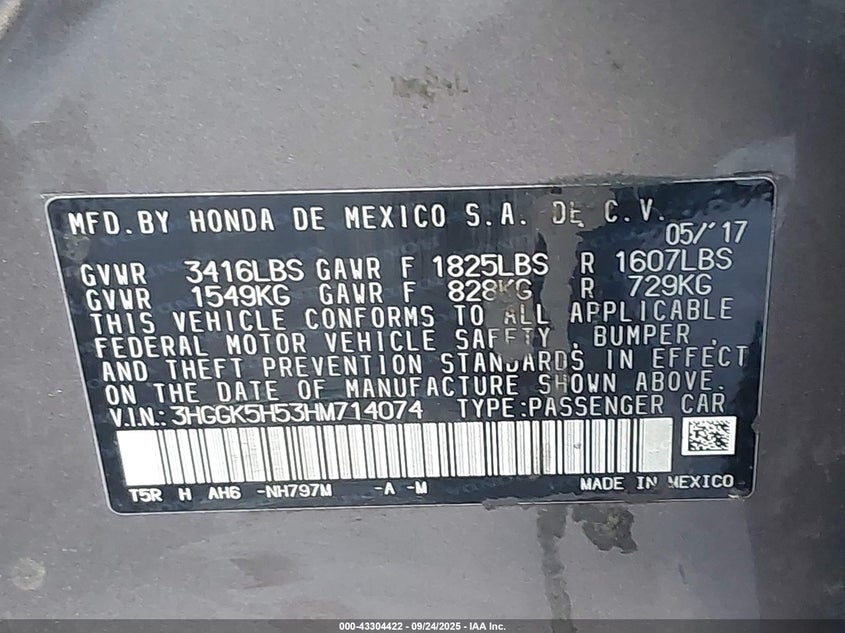 MFD.BY HONDA DE MEXICO S.A. DE C.V.
05/'17
GVWR 3416LBS GAWR F 1825LBS R 1607LBS
GVWR 1549KG GAWR F 828KG R 729KG
THIS VEHICLE CONFORMS TO ALL APPLICABLE
FEDERAL MOTOR VEHICLE SAFETY, BUMPER,
AND THEFT PREVENTION STANDARDS IN EFFECT
ON THE DATE OF MANUFACTURE SHOWN ABOVE.
V.I.N.: 3HGGK5H53HM714074 TYPE:PASSENGER CAR
T5R H AH6 -NH797M -A -M MADE IN MEXICO
000-43304422 - 09/24/2025 - IAA Inc.